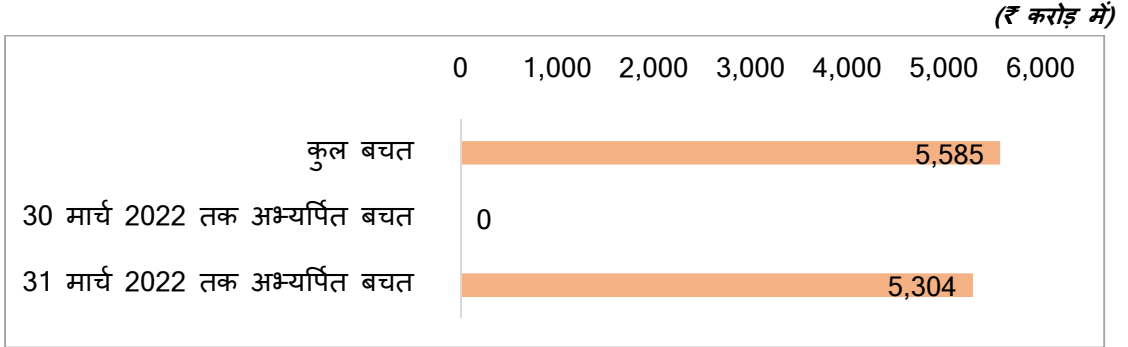 (₹ करोड़ में)
0 1,000 2,000 3,000 4,000 5,000 6,000
कुल बचत 5,585
30 मार्च 2022 तक अभ्यर्पित बचत 0
31 मार्च 2022 तक अभ्यर्पित बचत 5,304